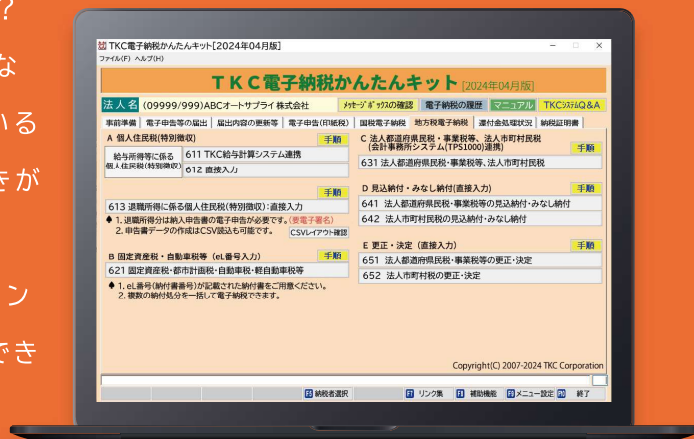 ？
な
いる
きが
ン
でき
TKC電子納税かんたんキット[2024年04月版]
ファイル(F) ヘルプ(H)
TKC電子納税かんたんキット [2024年04月版]
法人名 (09999/999)ABCオートサプライ 株式会社 メッセージボックスの確認 電子納税の履歴 マニュアル TKCシステムQ&A
事前準備 電子申告等の届出 届出内容の更新等 電子申告(印紙税) 国税電子納税 地方税電子納税 還付金処理状況 納税証明書
A 個人住民税(特別徴収) 手順
給与所得等に係る
個人住民税(特別徴収)
611 TKC給与計算システム連携
612 直接入力
手順
613 退職所得に係る個人住民税(特別徴収):直接入力
♠ 1. 退職所得分は納入申告書の電子申告が必要です。(要電子署名)
2. 申告書データの作成はCSV読込も可能です。 CSVレイアウト確認
B 固定資産税・自動車税等 (eL番号入力) 手順
621 固定資産税・都市計画税・自動車税・軽自動車税等
♠ 1. eL番号(納付書番号)が記載された納付書をご用意ください。
2. 複数の納付処分を一括して電子納税できます。
C 法人都道府県民税・事業税等、法人市町村民税
(会計事務所システム(TPS1000)連携) 手順
631 法人都道府県民税・事業税等、法人市町村民税
D 見込納付・みなし納付(直接入力) 手順
641 法人都道府県民税・事業税等の見込納付・みなし納付
642 法人市町村民税の見込納付・みなし納付
E 更正・決定 (直接入力) 手順
651 法人都道府県民税・事業税等の更正・決定
652 法人市町村税の更正・決定
Copyright(C) 2007-2024 TKC Corporation
F5 納税者選択 F7 リンク集 F8 補助機能 F9 メニュー設定 F10 終了